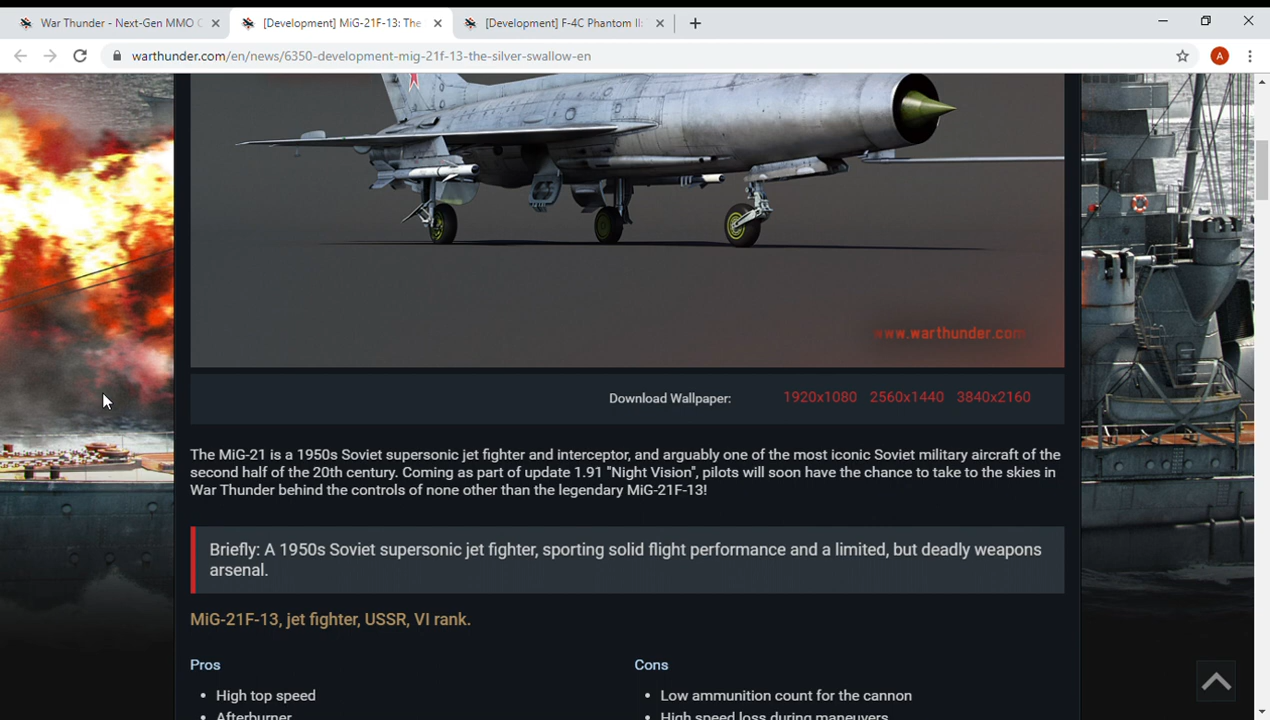 War Thunder - Next-Gen MMO C
[Development] MiG-21F-13: The
[Development] F-4C Phantom II:
warthunder.com/en/news/6350-development-mig-21f-13-the-silver-swallow-en
A
www.warthunder.com
Download Wallpaper: 1920x1080 2560x1440 3840x2160
The MiG-21 is a 1950s Soviet supersonic jet fighter and interceptor, and arguably one of the most iconic Soviet military aircraft of the
second half of the 20th century. Coming as part of update 1.91 "Night Vision", pilots will soon have the chance to take to the skies in
War Thunder behind the controls of none other than the legendary MiG-21F-13!
Briefly: A 1950s Soviet supersonic jet fighter, sporting solid flight performance and a limited, but deadly weapons
arsenal.
MiG-21F-13, jet fighter, USSR, VI rank.
Pros
• High top speed
• Afterburner
Cons
• Low ammunition count for the cannon
• High speed loss during maneuvers